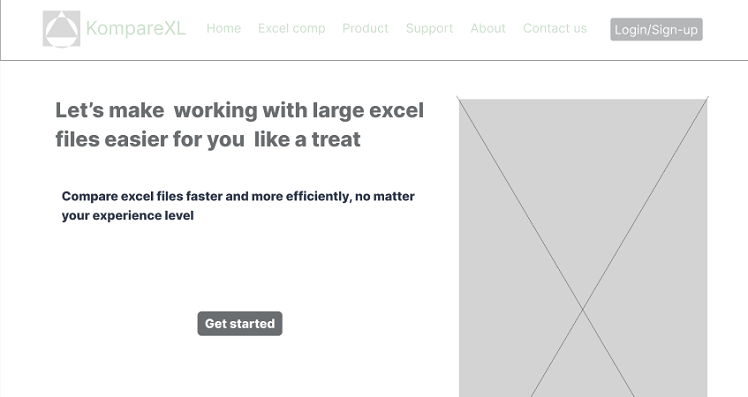 KompareXL Home Excel comp Product Support About Contact us Login/Sign-up
Let's make  working with large excel
files easier for you  like a treat
Compare excel files faster and more efficiently, no matter
your experience level
Get started